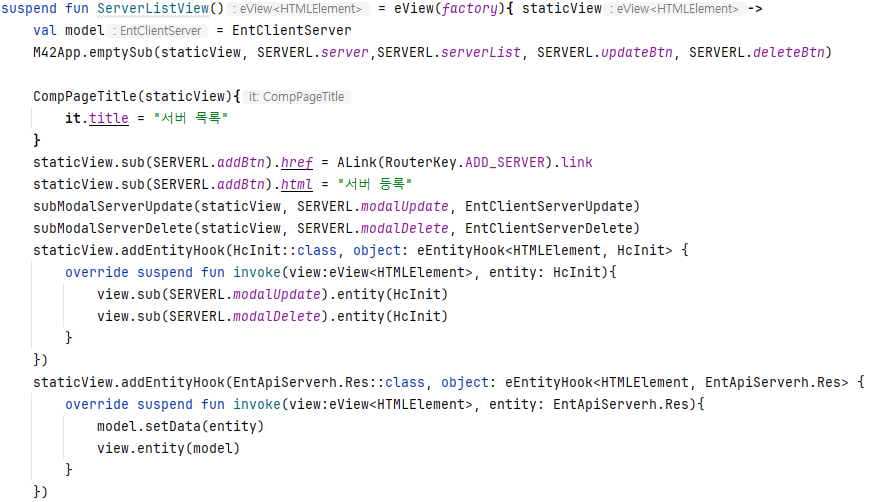 suspend fun ServerListView() : eView<HTMLElement> = eView(factory){ staticView : eView<HTMLElement> ->
    val model : EntClientServer = EntClientServer
    M42App.emptySub(staticView, SERVERL.server,SERVERL.serverList, SERVERL.updateBtn, SERVERL.deleteBtn)

    CompPageTitle(staticView){ it: CompPageTitle
        it.title = "서버 목록"
    }
    staticView.sub(SERVERL.addBtn).href = ALink(RouterKey.ADD_SERVER).link
    staticView.sub(SERVERL.addBtn).html = "서버 등록"
    subModalServerUpdate(staticView, SERVERL.modalUpdate, EntClientServerUpdate)
    subModalServerDelete(staticView, SERVERL.modalDelete, EntClientServerDelete)
    staticView.addEntityHook(HcInit::class, object: eEntityHook<HTMLElement, HcInit> {
        override suspend fun invoke(view:eView<HTMLElement>, entity: HcInit){
            view.sub(SERVERL.modalUpdate).entity(HcInit)
            view.sub(SERVERL.modalDelete).entity(HcInit)
        }
    })
    staticView.addEntityHook(EntApiServerh.Res::class, object: eEntityHook<HTMLElement, EntApiServerh.Res> {
        override suspend fun invoke(view:eView<HTMLElement>, entity: EntApiServerh.Res){
            model.setData(entity)
            view.entity(model)
        }
    })